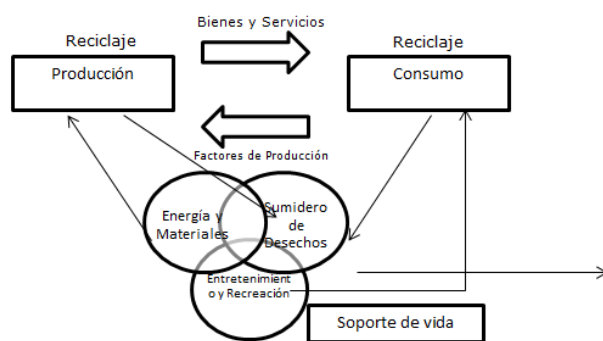 Bienes y Servicios
Reciclaje
Reciclaje
Producción
Consumo
Factores de Producción
Energía y
Materiales
Sumidero
de
Desechos
Entretenimient
o y Recreación
Soporte de vida